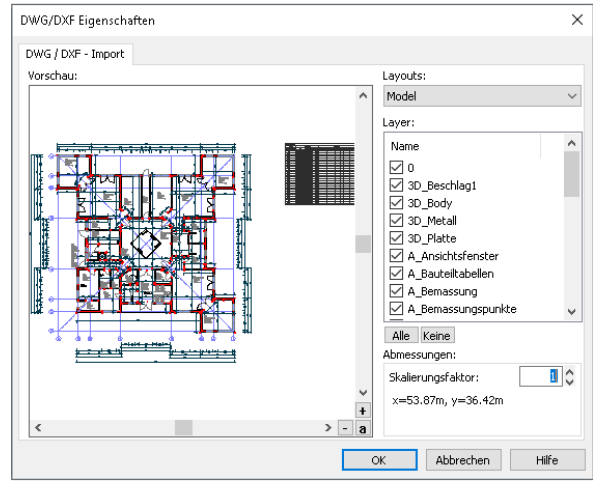 DWG/DXF Eigenschaften
DWG / DXF - Import
Vorschau:
Layouts:
Model
Layer:
Name
0
3D_Beschlag1
3D_Body
3D_Metall
3D_Platte
A_Ansichtsfenster
A_Bauteiltabellen
A_Bemassung
A_Bemassungspunkte
Alle Keine
Abmessungen:
Skalierungsfaktor: 1
x=53.87m, y=36.42m
+
- a
OK Abbrechen Hilfe